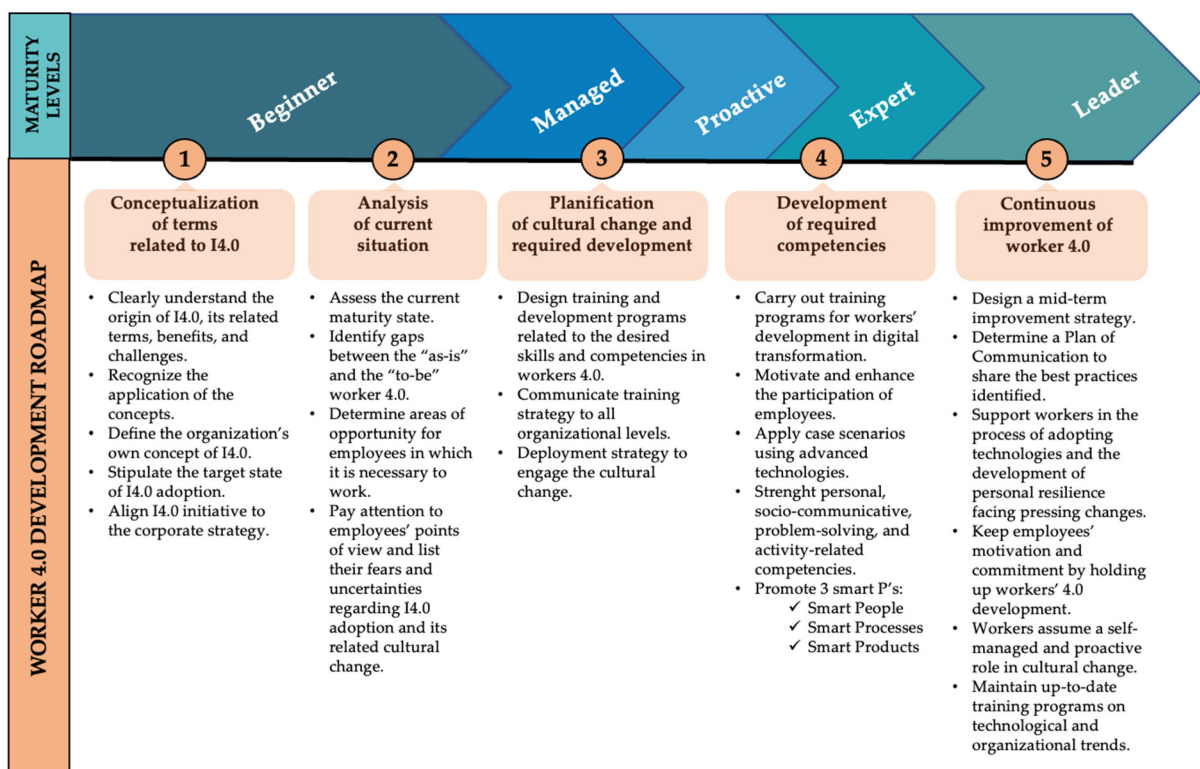 MATURITY
LEVELS
Beginner
Managed
Proactive
Expert
Leader
WORKER 4.0 DEVELOPMENT ROADMAP
1
Conceptualization
of terms
related to I4.0
• Clearly understand the
origin of I4.0, its related
terms, benefits, and
challenges.
• Recognize the
application of the
concepts.
• Define the organization's
own concept of I4.0.
• Stipulate the target state
of I4.0 adoption.
• Align I4.0 initiative to
the corporate strategy.
2
Analysis
of current
situation
• Assess the current
maturity state.
• Identify gaps
between the "as-is"
and the "to-be"
worker 4.0.
• Determine areas of
opportunity for
employees in which
it is necessary to
work.
• Pay attention to
employees' points
of view and list
their fears and
uncertainties
regarding I4.0
adoption and its
related cultural
change.
3
Planification
of cultural change and
required development
• Design training and
development programs
related to the desired
skills and competencies in
workers 4.0.
• Communicate training
strategy to all
organizational levels.
• Deployment strategy to
engage the cultural
change.
4
Development
of required
competencies
• Carry out training
programs for workers'
development in digital
transformation.
• Motivate and enhance
the participation of
employees.
• Apply case scenarios
using advanced
technologies.
• Strenght personal,
socio-communicative,
problem-solving, and
activity-related
competencies.
• Promote 3 smart P's:
✓ Smart People
✓ Smart Processes
✓ Smart Products
5
Continuous
improvement of
worker 4.0
• Design a mid-term
improvement strategy.
• Determine a Plan of
Communication to
share the best practices
identified.
• Support workers in the
process of adopting
technologies and the
development of
personal resilience
facing pressing changes.
• Keep employees'
motivation and
commitment by holding
up workers' 4.0
development.
• Workers assume a self-
managed and proactive
role in cultural change.
• Maintain up-to-date
training programs on
technological and
organizational trends.